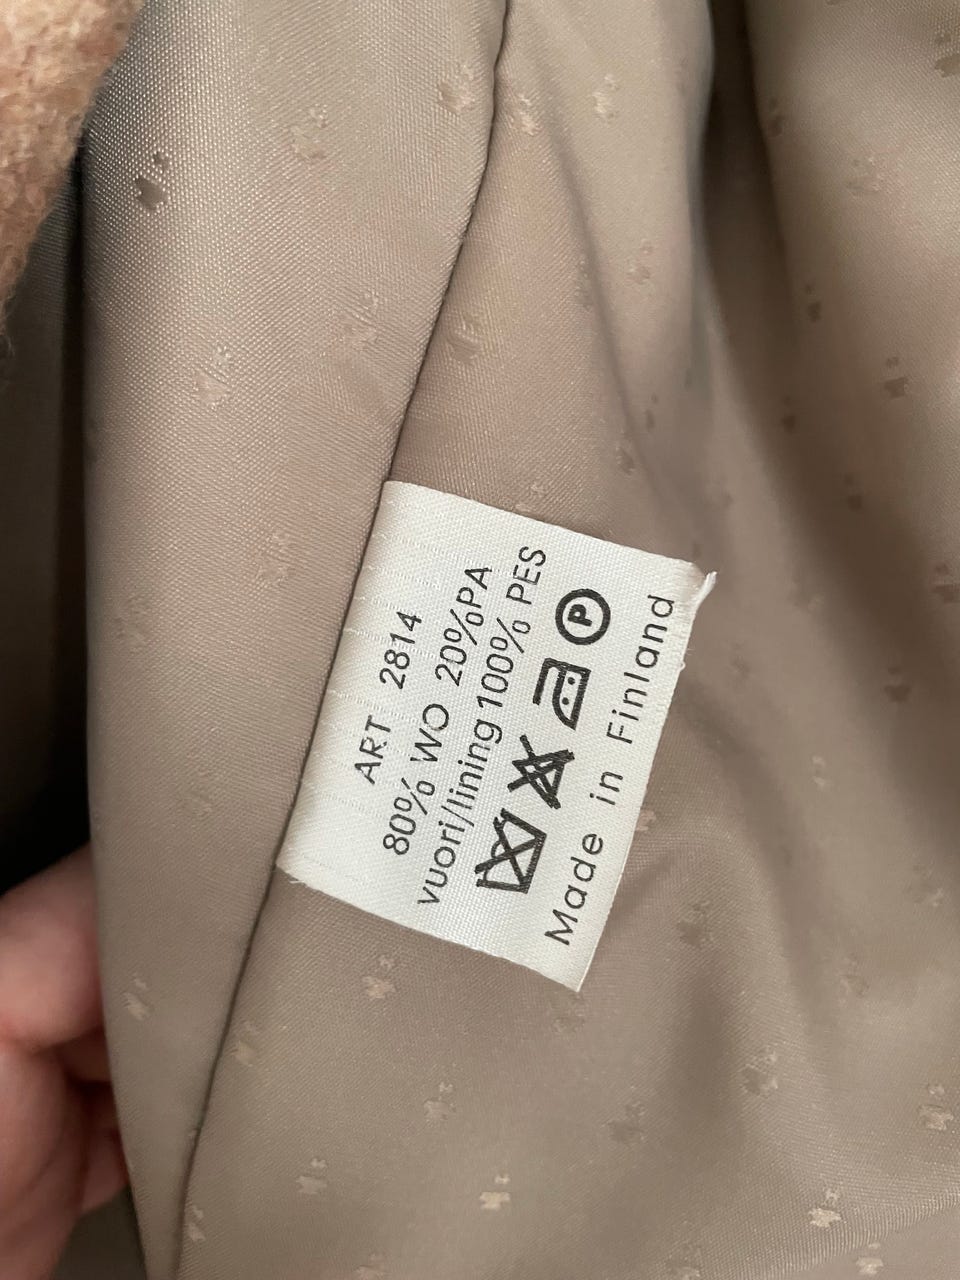 ART 2814
80% WO 20%PA
vuori/lining 100% PES
P
Made in Finland